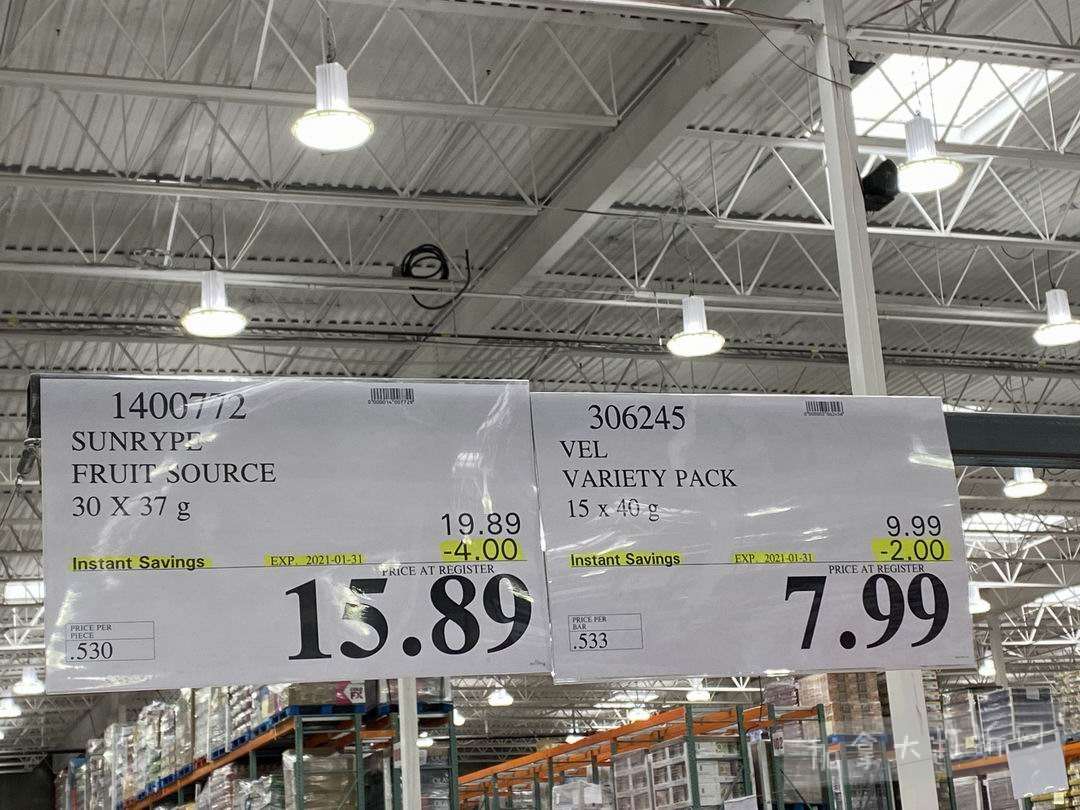 1400772
SUNRYPE
FRUIT SOURCE
30 X 37 g
19.89
-4.00
Instant Savings
EXP. 2021-01-31
PRICE AT REGISTER
15.89
PRICE PER
PIECE
.530
306245
VEL
VARIETY PACK
15 x 40 g
9.99
-2.00
Instant Savings
EXP. 2021-01-31
PRICE AT REGISTER
7.99
PRICE PER
BAR
.533